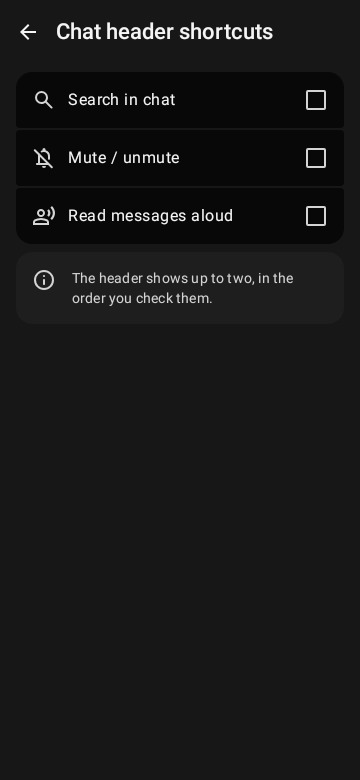 Chat header shortcuts
Search in chat
Mute / unmute
Read messages aloud
The header shows up to two, in the
order you check them.